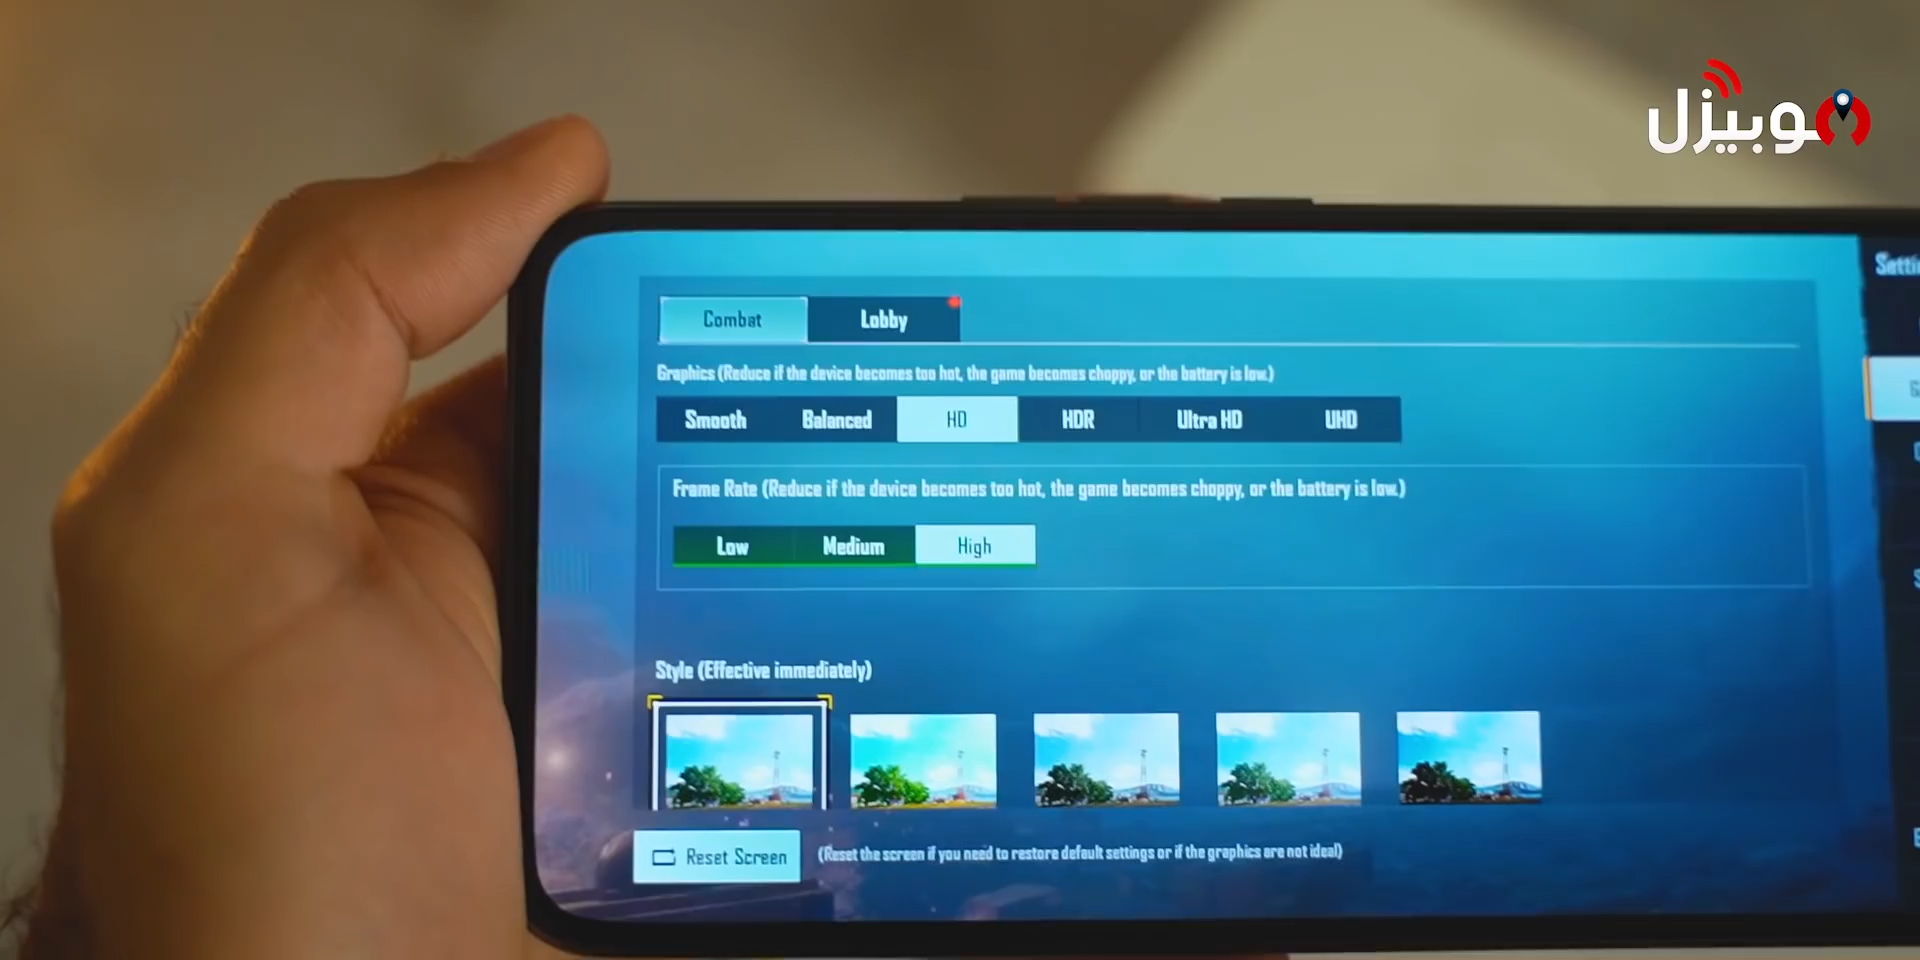 موبيزل
Combat
Lobby
Graphics (Reduce if the device becomes too hot, the game becomes choppy, or the battery is low.)
Smooth
Balanced
HD
HDR
Ultra HD
UHD
Frame Rate (Reduce if the device becomes too hot, the game becomes choppy, or the battery is low.)
Low
Medium
High
Style (Effective immediately)
Reset Screen
(Reset the screen if you need to restore default settings or if the graphics are not ideal)